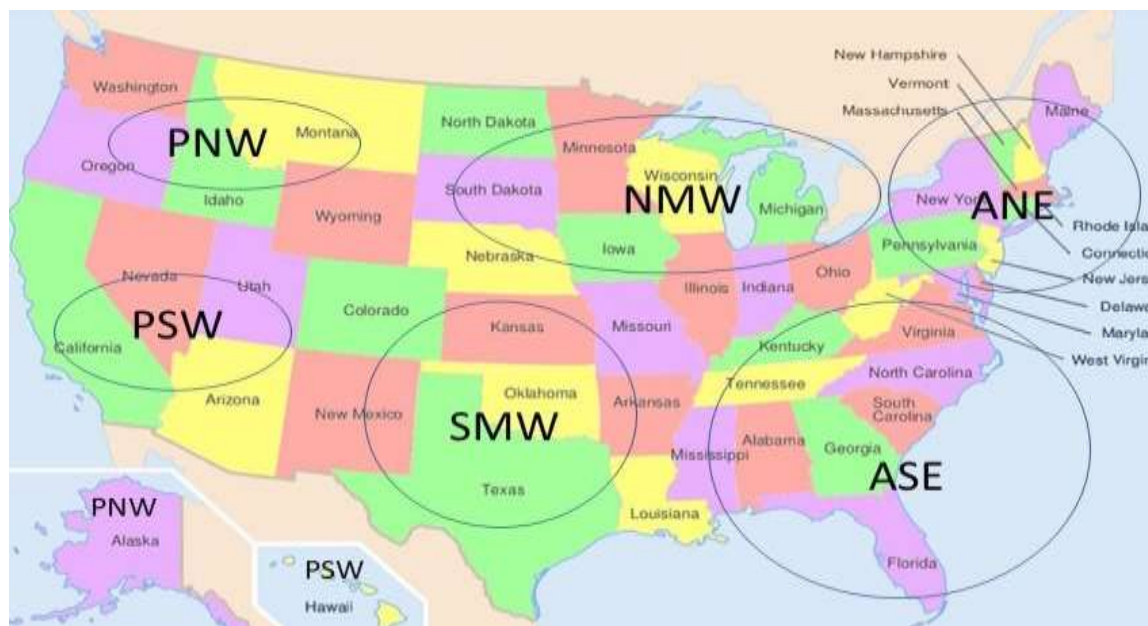 New Hampshire
Vermont
Massachusetts
Maine
Washington
Montana
North Dakota
Minnesota
PNW
Oregon
Idaho
Wyoming
South Dakota
Wisconsin
NMW
Michigan
New York
ANE
Rhode Isla
Connectic
New Jers
Delawa
Maryla
West Virgin
Nebraska
Iowa
Pennsylvania
Nevada
Utah
Colorado
Illinois
Indiana
Ohio
PSW
California
Kansas
Missouri
Kentucky
Virginia
Arizona
New Mexico
Oklahoma
SMW
Texas
Arkansas
Tennessee
North Carolina
South
Carolina
Mississippi
Alabama
Georgia
ASE
Louisiana
Florida
PNW
Alaska
PSW
Hawaii